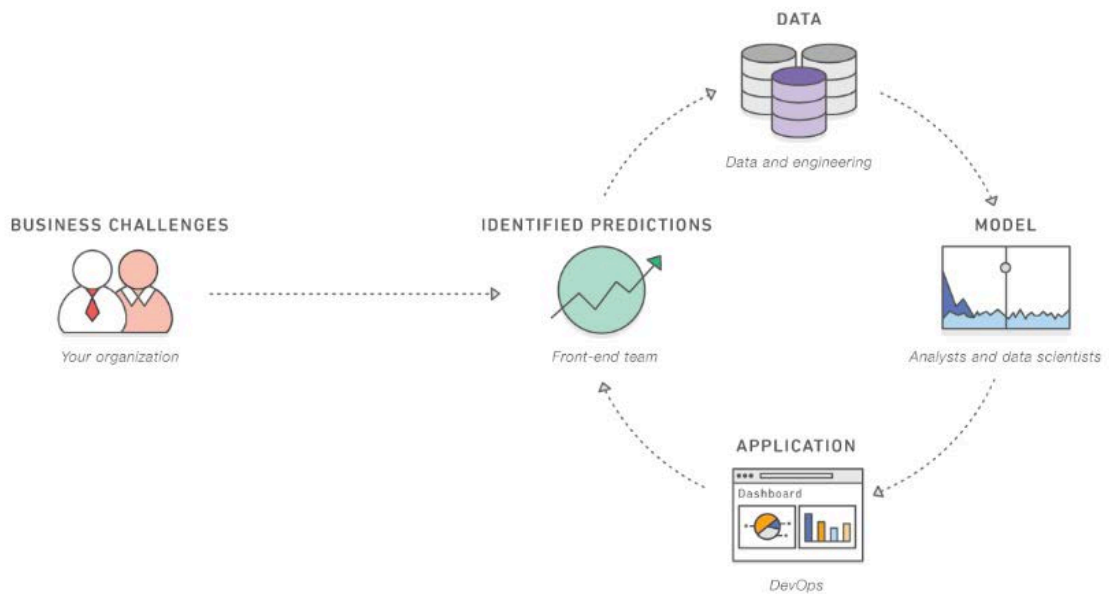 DATA
Data and engineering
BUSINESS CHALLENGES
Your organization
IDENTIFIED PREDICTIONS
Front-end team
MODEL
Analysts and data scientists
APPLICATION
Dashboard
DevOps